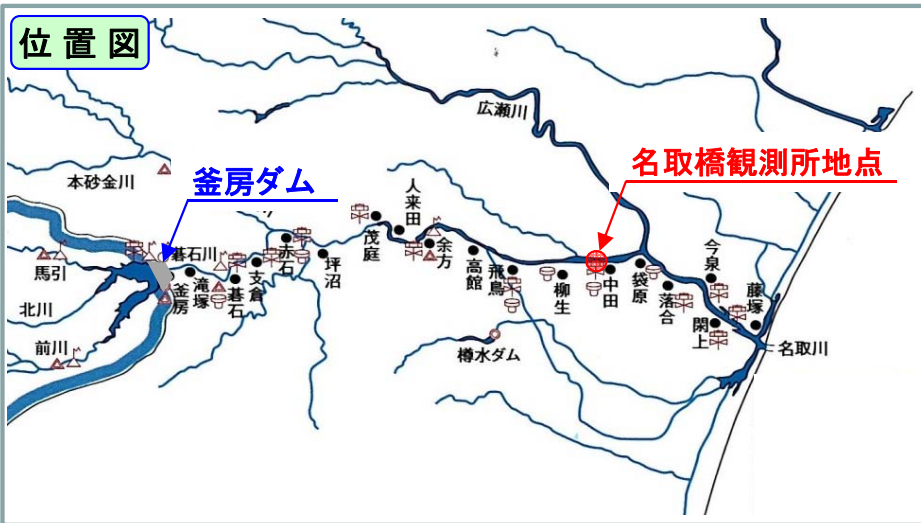 位置図
広瀬川
名取橋観測所地点
本砂金川
釜房ダム
人来田
茂庭
余方
赤石
碁石川
馬引
支倉
坪沼
高館
飛鳥
今泉
滝塚
釜房
碁石
柳生
中田
袋原
落合
藤塚
北川
閖上
前川
樽水ダム
名取川